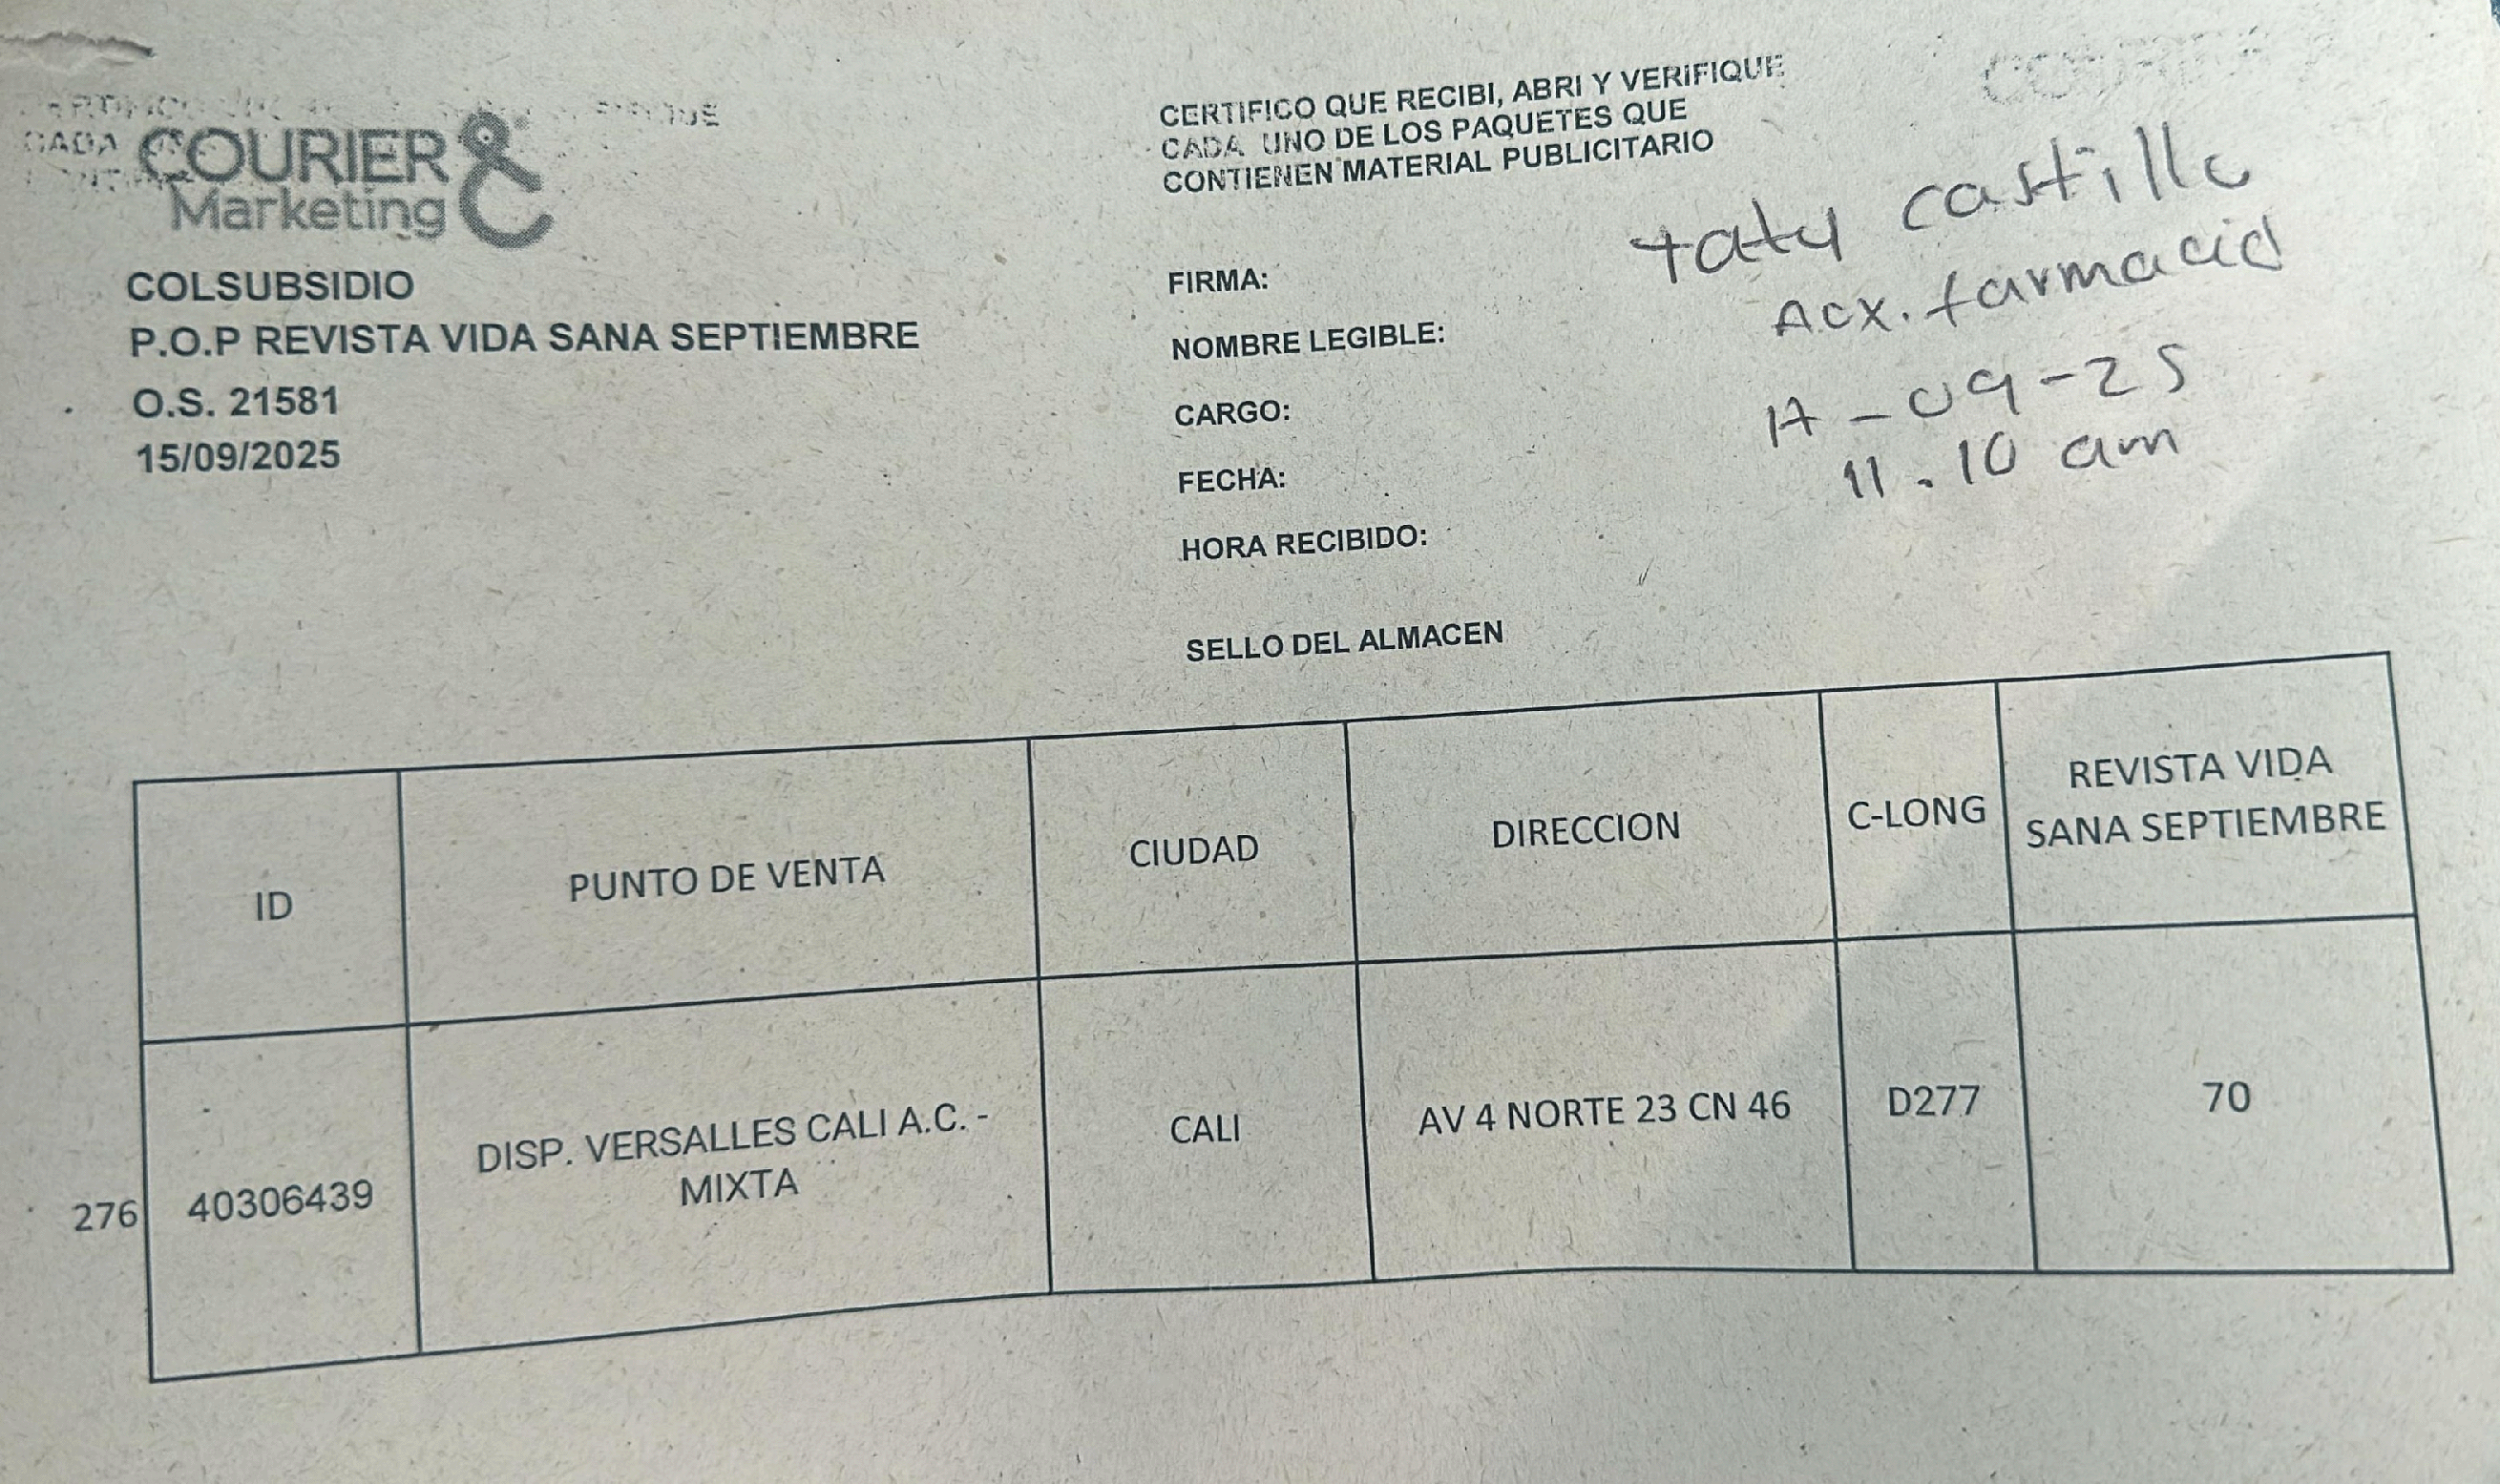 COURIER &
Marketing
COLSUBSIDIO
P.O.P REVISTA VIDA SANA SEPTIEMBRE
O.S. 21581
15/09/2025
CERTIFICO QUE RECIBI, ABRI Y VERIFIQUE
CADA UNO DE LOS PAQUETES QUE
CONTIENEN MATERIAL PUBLICITARIO
FIRMA:
NOMBRE LEGIBLE:
CARGO:
FECHA:
HORA RECIBIDO:
SELLO DEL ALMACEN
taty castillo
Acx. farmacia
17-09-25
11.10 am
ID
PUNTO DE VENTA
CIUDAD
DIRECCION
C-LONG
REVISTA VIDA
SANA SEPTIEMBRE
276
40306439
DISP. VERSALLES CALI A.C. -
MIXTA
CALI
AV 4 NORTE 23 CN 46
D277
70